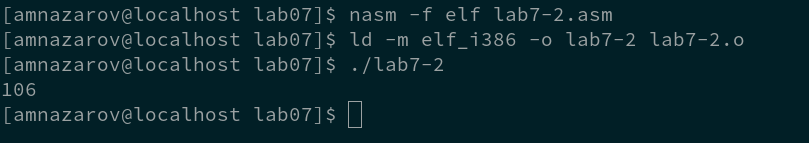 [amnazarov@localhost lab07]$ nasm -f elf lab7-2.asm
[amnazarov@localhost lab07]$ ld -m elf_i386 -o lab7-2 lab7-2.o
[amnazarov@localhost lab07]$ ./lab7-2
106
[amnazarov@localhost lab07]$